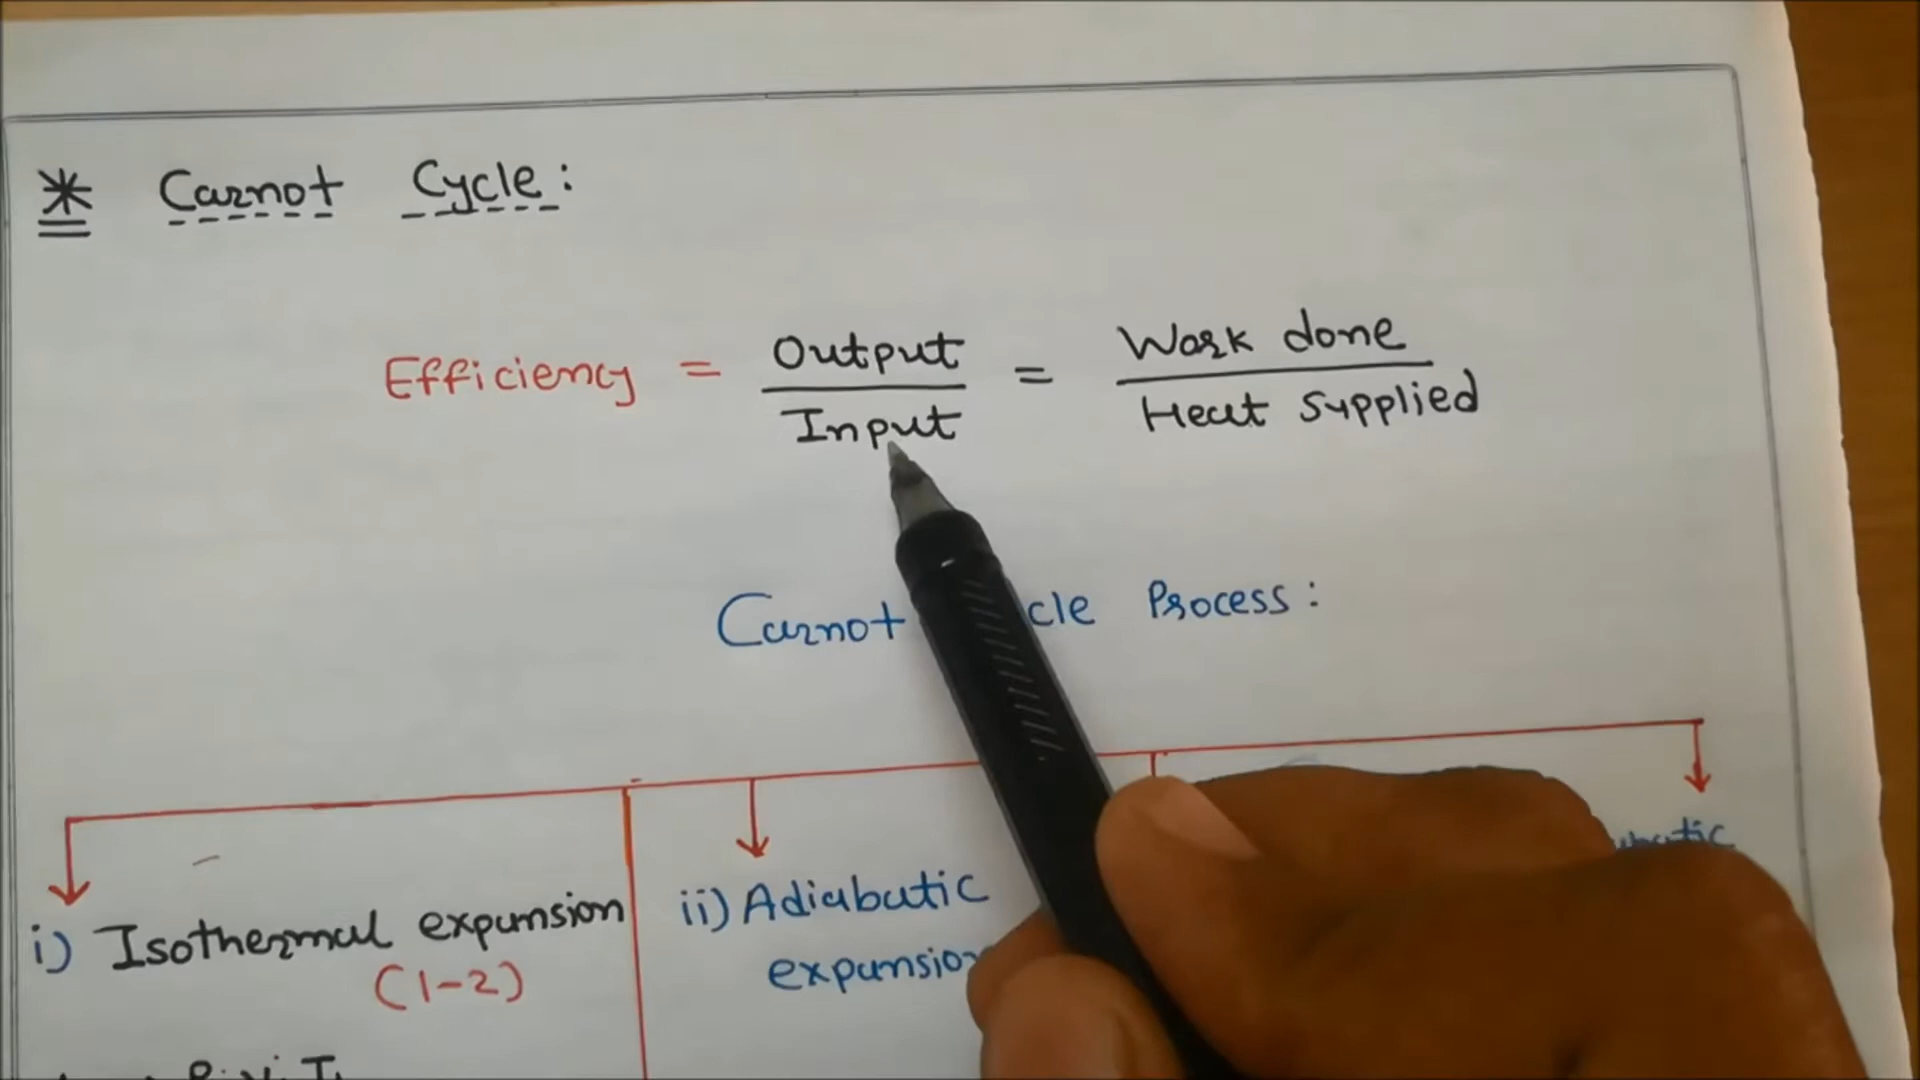 * Carnot Cycle:
Efficiency = Output / Input = Work done / Heat supplied
Carnot cle Process:
i) Isothermal expansion
(1-2)
ii) Adiabatic
expansion